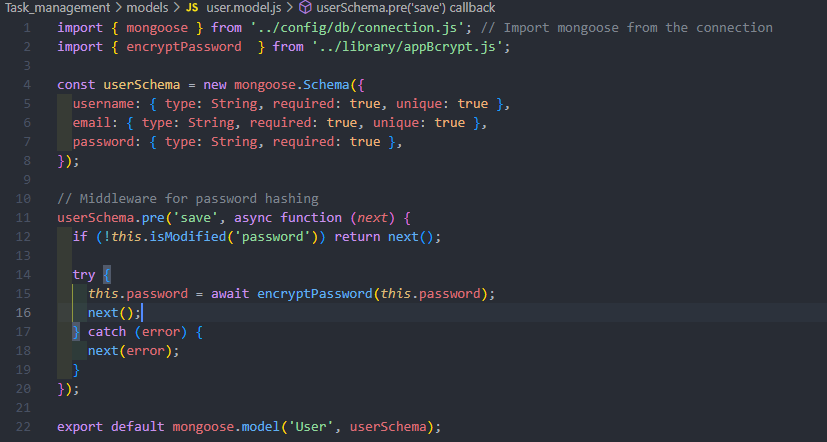 Task_management > models > JS user.model.js > userSchema.pre('save') callback
1 import { mongoose } from '../config/db/connection.js'; // Import mongoose from the connection
2 import { encryptPassword  } from '../library/appBcrypt.js';
3
4 const userSchema = new mongoose.Schema({
5   username: { type: String, required: true, unique: true },
6   email: { type: String, required: true, unique: true },
7   password: { type: String, required: true },
8 });
9
10 // Middleware for password hashing
11 userSchema.pre('save', async function (next) {
12   if (!this.isModified('password')) return next();
13
14   try {
15     this.password = await encryptPassword(this.password);
16     next();
17   } catch (error) {
18     next(error);
19   }
20 });
21
22 export default mongoose.model('User', userSchema);